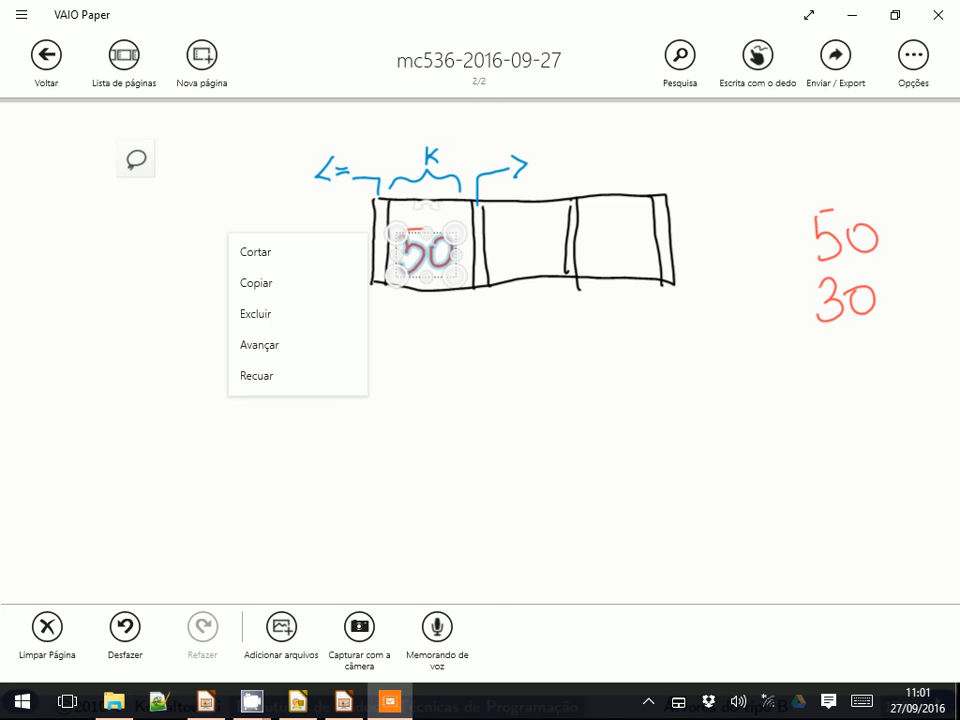 VAIO Paper
Voltar
Lista de páginas
Nova página
mc536-2016-09-27
2/2
Pesquisa
Escrita com o dedo
Enviar / Export
Opções
<= K >
50
50
30
Cortar
Copiar
Excluir
Avançar
Recuar
Limpar Página
Desfazer
Refazer
Adicionar arquivos
Capturar com a
câmera
Memorando de
voz
11:01
27/09/2016